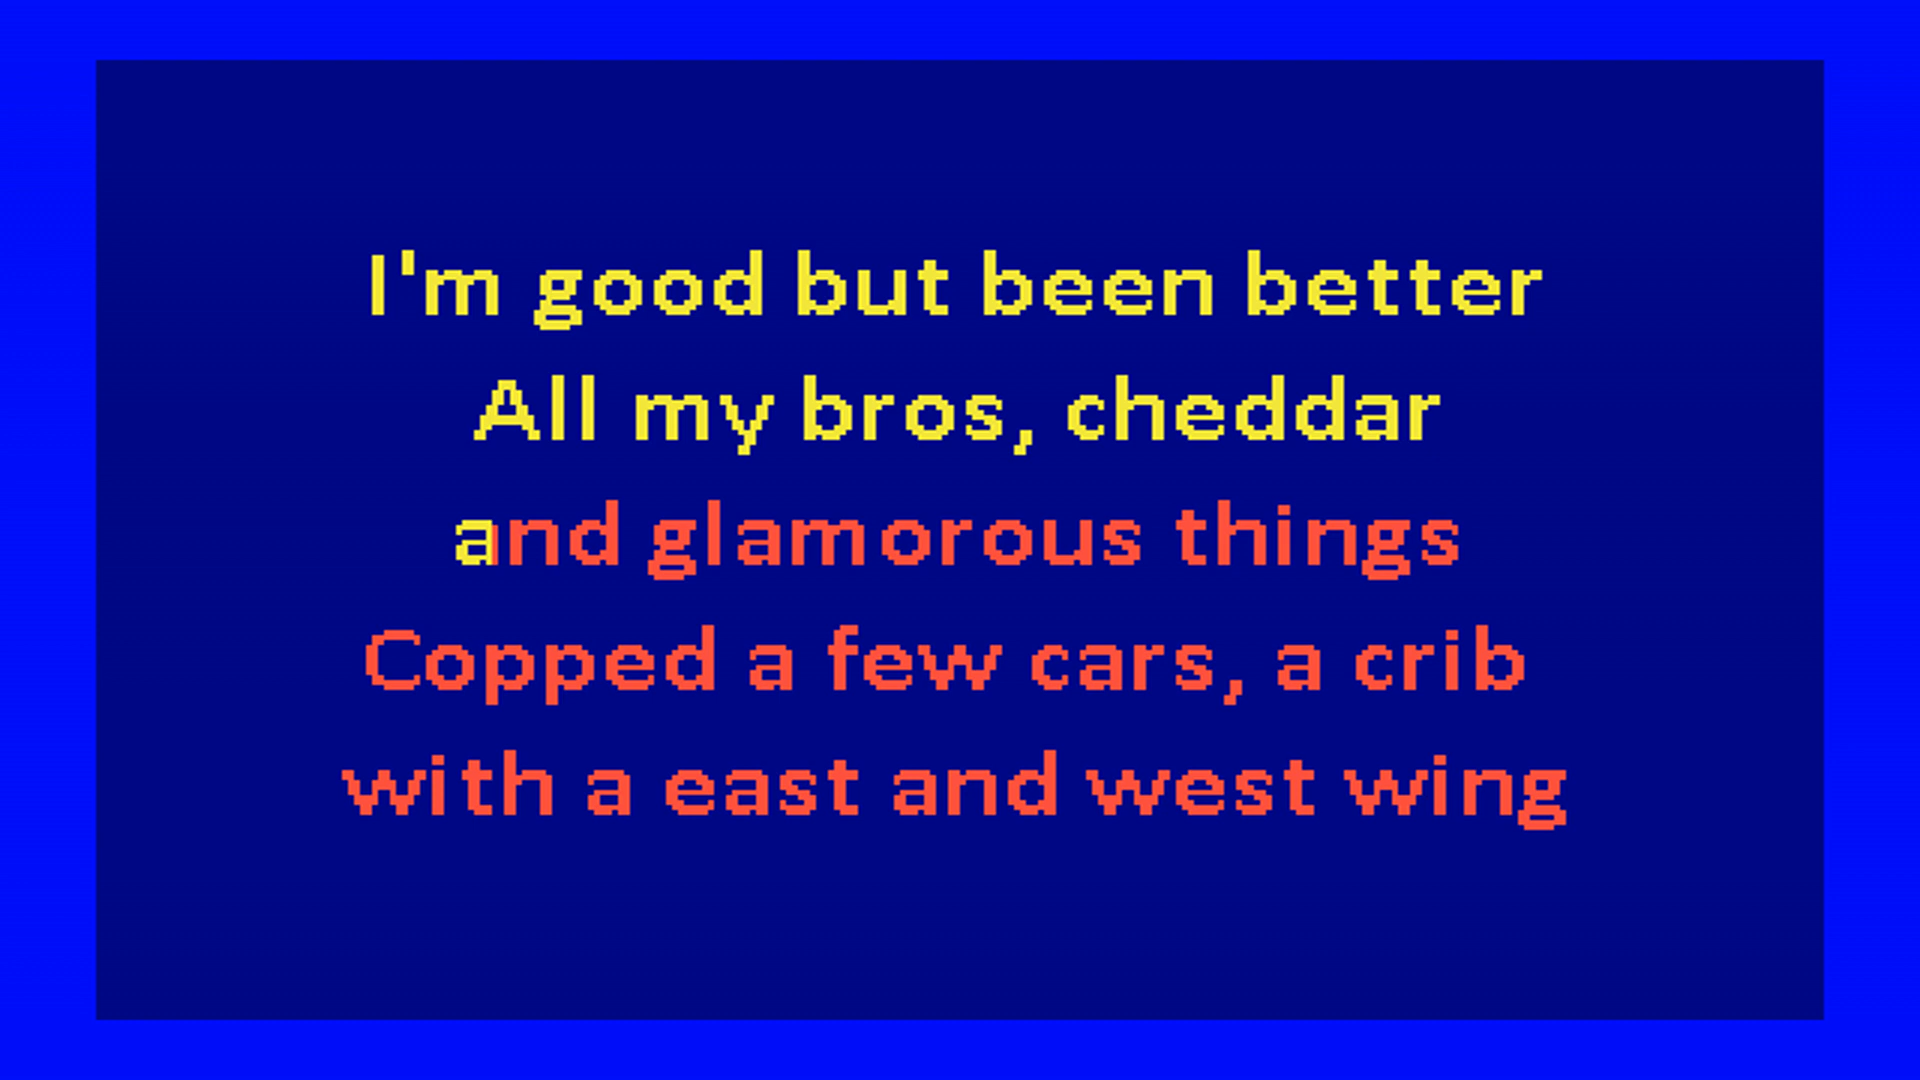 I'm good but been better
All my bros, cheddar
and glamorous things
Copped a few cars, a crib
with a east and west wing